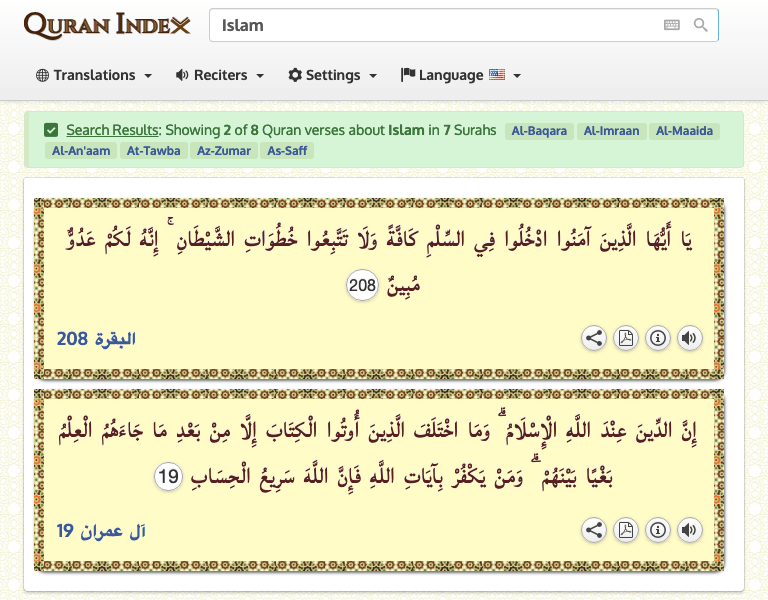 QURAN INDEX
Islam
Translations
Reciters
Settings
Language
Search Results: Showing 2 of 8 Quran verses about Islam in 7 Surahs Al-Baqara Al-Imraan Al-Maaida
Al-An'aam At-Tawba Az-Zumar As-Saff
يَا أَيُّهَا الَّذِينَ آمَنُوا ادْخُلُوا فِي السِّلْمِ كَافَّةً وَلَا تَتَّبِعُوا خُطُوَاتِ الشَّيْطَانِ ۚ إِنَّهُ لَكُمْ عَدُوٌّ
مُبِينٌ 208
البقرة 208
إِنَّ الدِّينَ عِنْدَ اللَّهِ الْإِسْلَامُ ۗ وَمَا اخْتَلَفَ الَّذِينَ أُوتُوا الْكِتَابَ إِلَّا مِنْ بَعْدِ مَا جَاءَهُمُ الْعِلْمُ
بَغْيًا بَيْنَهُمْ ۗ وَمَنْ يَكْفُرْ بِآيَاتِ اللَّهِ فَإِنَّ اللَّهَ سَرِيعُ الْحِسَابِ 19
آل عمران 19